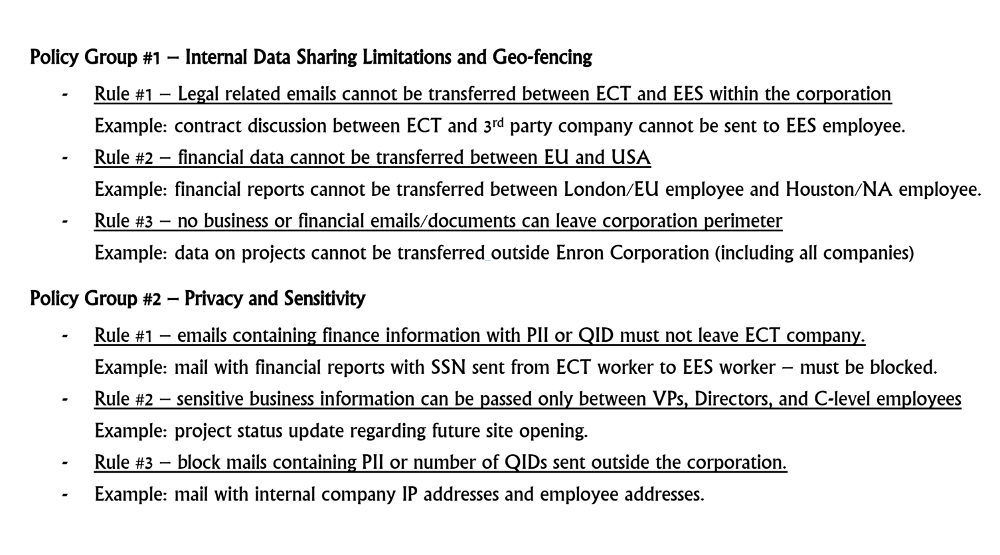 Policy Group #1 – Internal Data Sharing Limitations and Geo-fencing
- Rule #1 – Legal related emails cannot be transferred between ECT and EES within the corporation
Example: contract discussion between ECT and 3rd party company cannot be sent to EES employee.
- Rule #2 – financial data cannot be transferred between EU and USA
Example: financial reports cannot be transferred between London/EU employee and Houston/NA employee.
- Rule #3 – no business or financial emails/documents can leave corporation perimeter
Example: data on projects cannot be transferred outside Enron Corporation (including all companies)
Policy Group #2 – Privacy and Sensitivity
- Rule #1 – emails containing finance information with PII or QID must not leave ECT company.
Example: mail with financial reports with SSN sent from ECT worker to EES worker – must be blocked.
- Rule #2 – sensitive business information can be passed only between VPs, Directors, and C-level employees
Example: project status update regarding future site opening.
- Rule #3 – block mails containing PII or number of QIDs sent outside the corporation.
- Example: mail with internal company IP addresses and employee addresses.